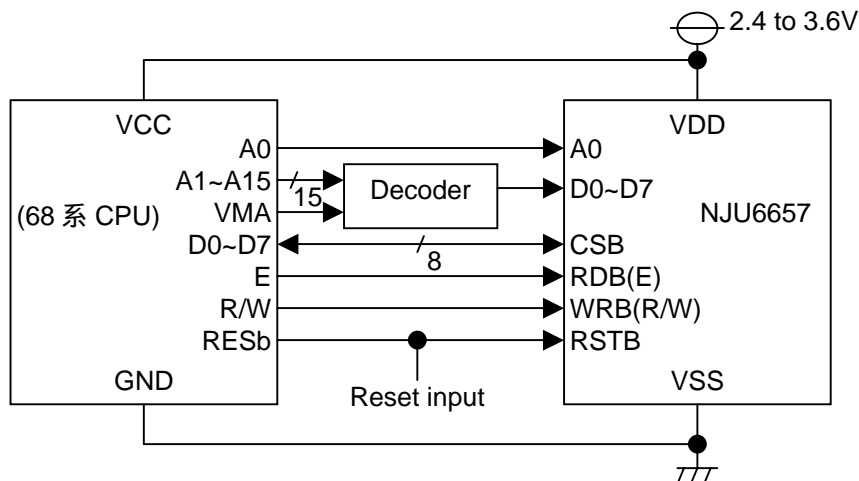 2.4 to 3.6V
VCC
VDD
A0
A0
A1~A15
15
Decoder
D0~D7
(68 系 CPU)
VMA
NJU6657
D0~D7
8
CSB
E
RDB(E)
R/W
WRB(R/W)
RESb
RSTB
GND
Reset input
VSS